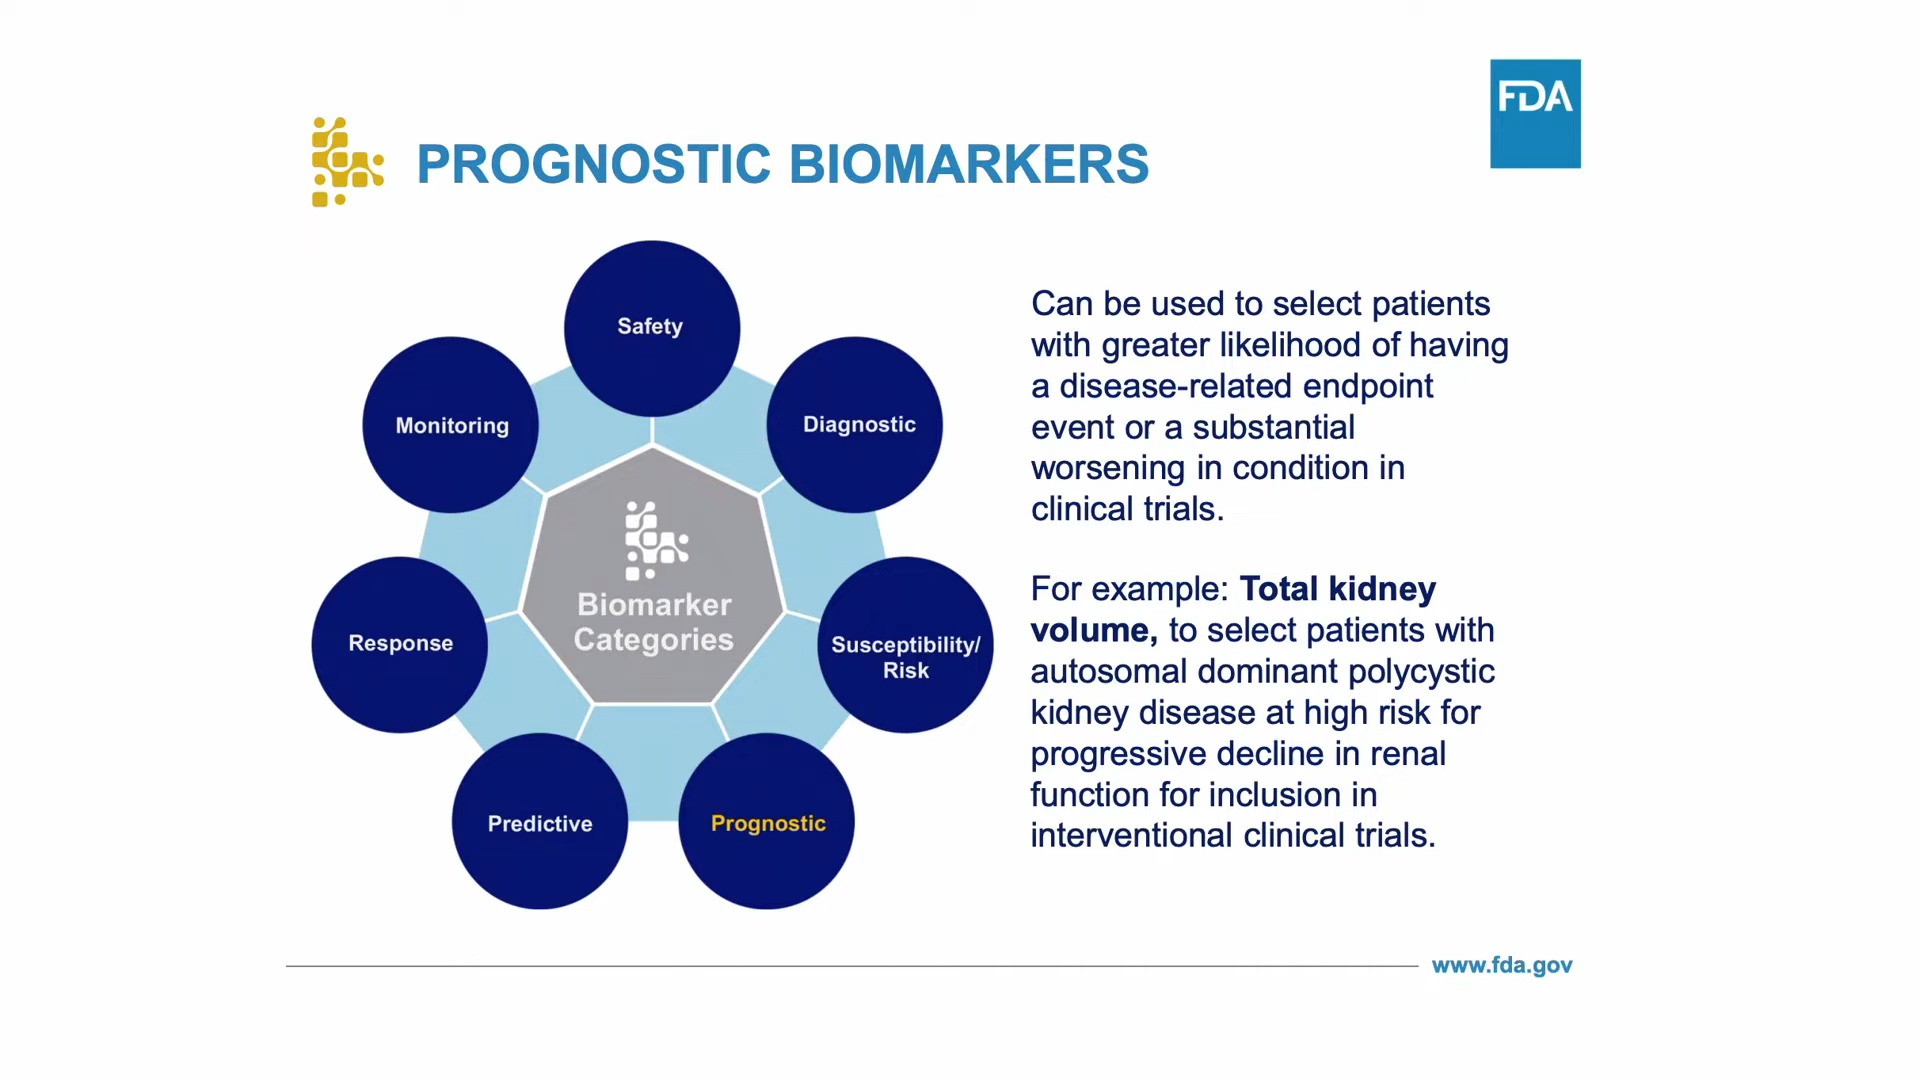 FDA
PROGNOSTIC BIOMARKERS
Safety
Monitoring
Diagnostic
Response
Biomarker
Categories
Susceptibility/
Risk
Predictive
Prognostic
Can be used to select patients
with greater likelihood of having
a disease-related endpoint
event or a substantial
worsening in condition in
clinical trials.
For example: Total kidney
volume, to select patients with
autosomal dominant polycystic
kidney disease at high risk for
progressive decline in renal
function for inclusion in
interventional clinical trials.
www.fda.gov